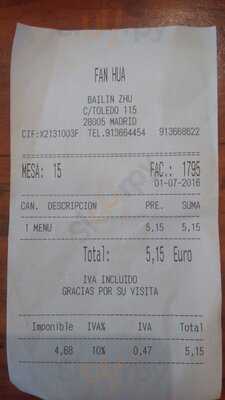 FAN HUA
BAILIN ZHU
C/TOLEDO 115
28005 MADRID
CIF:X2131003F TEL.913664454 913668622
MESA: 15 FAC.: 1795
01-07-2016
CAN. DESCRIPCION PRE. SUMA
1 MENU 5,15 5,15
Total: 5,15 Euro
IVA INCLUIDO
GRACIAS POR SU VISITA
Imponible IVA% IVA Total
4,68 10% 0,47 5,15